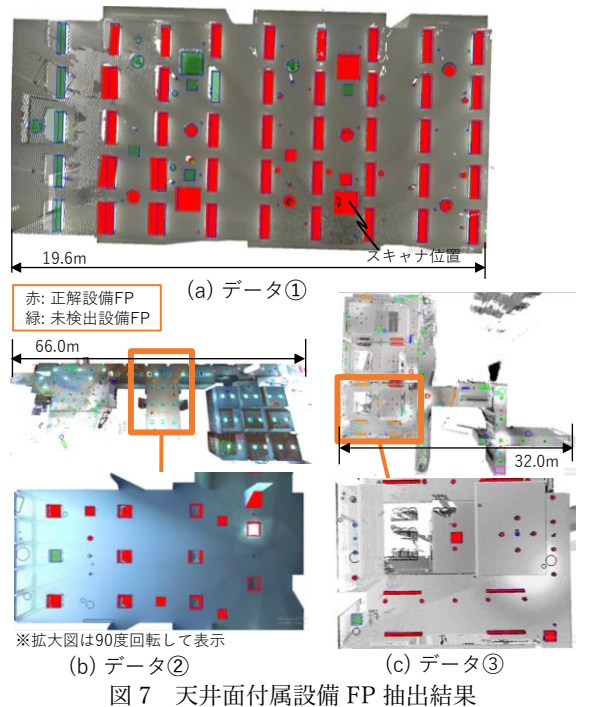 スキャナ位置
19.6m
(a) データ①
赤: 正解設備FP
緑: 未検出設備FP
66.0m
32.0m
※拡大図は90度回転して表示
(b) データ②
(c) データ③
図 7　天井面付属設備 FP 抽出結果